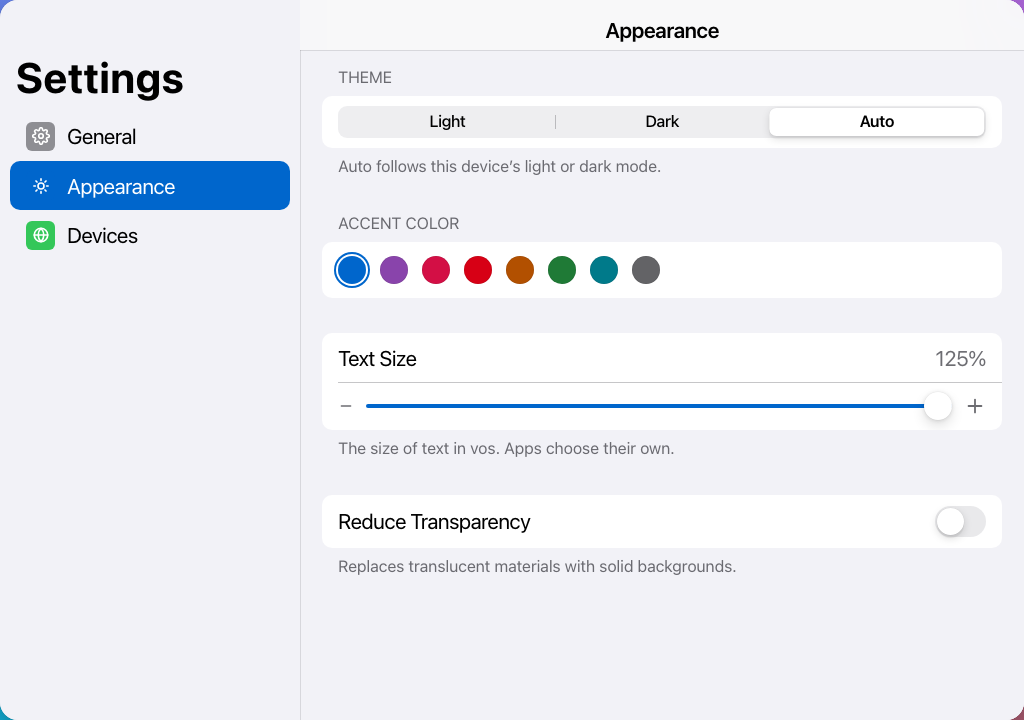 Settings
General
Appearance
Devices
Appearance
THEME
Light
Dark
Auto
Auto follows this device’s light or dark mode.
ACCENT COLOR
Text Size
125%
− +
The size of text in vos. Apps choose their own.
Reduce Transparency
Replaces translucent materials with solid backgrounds.